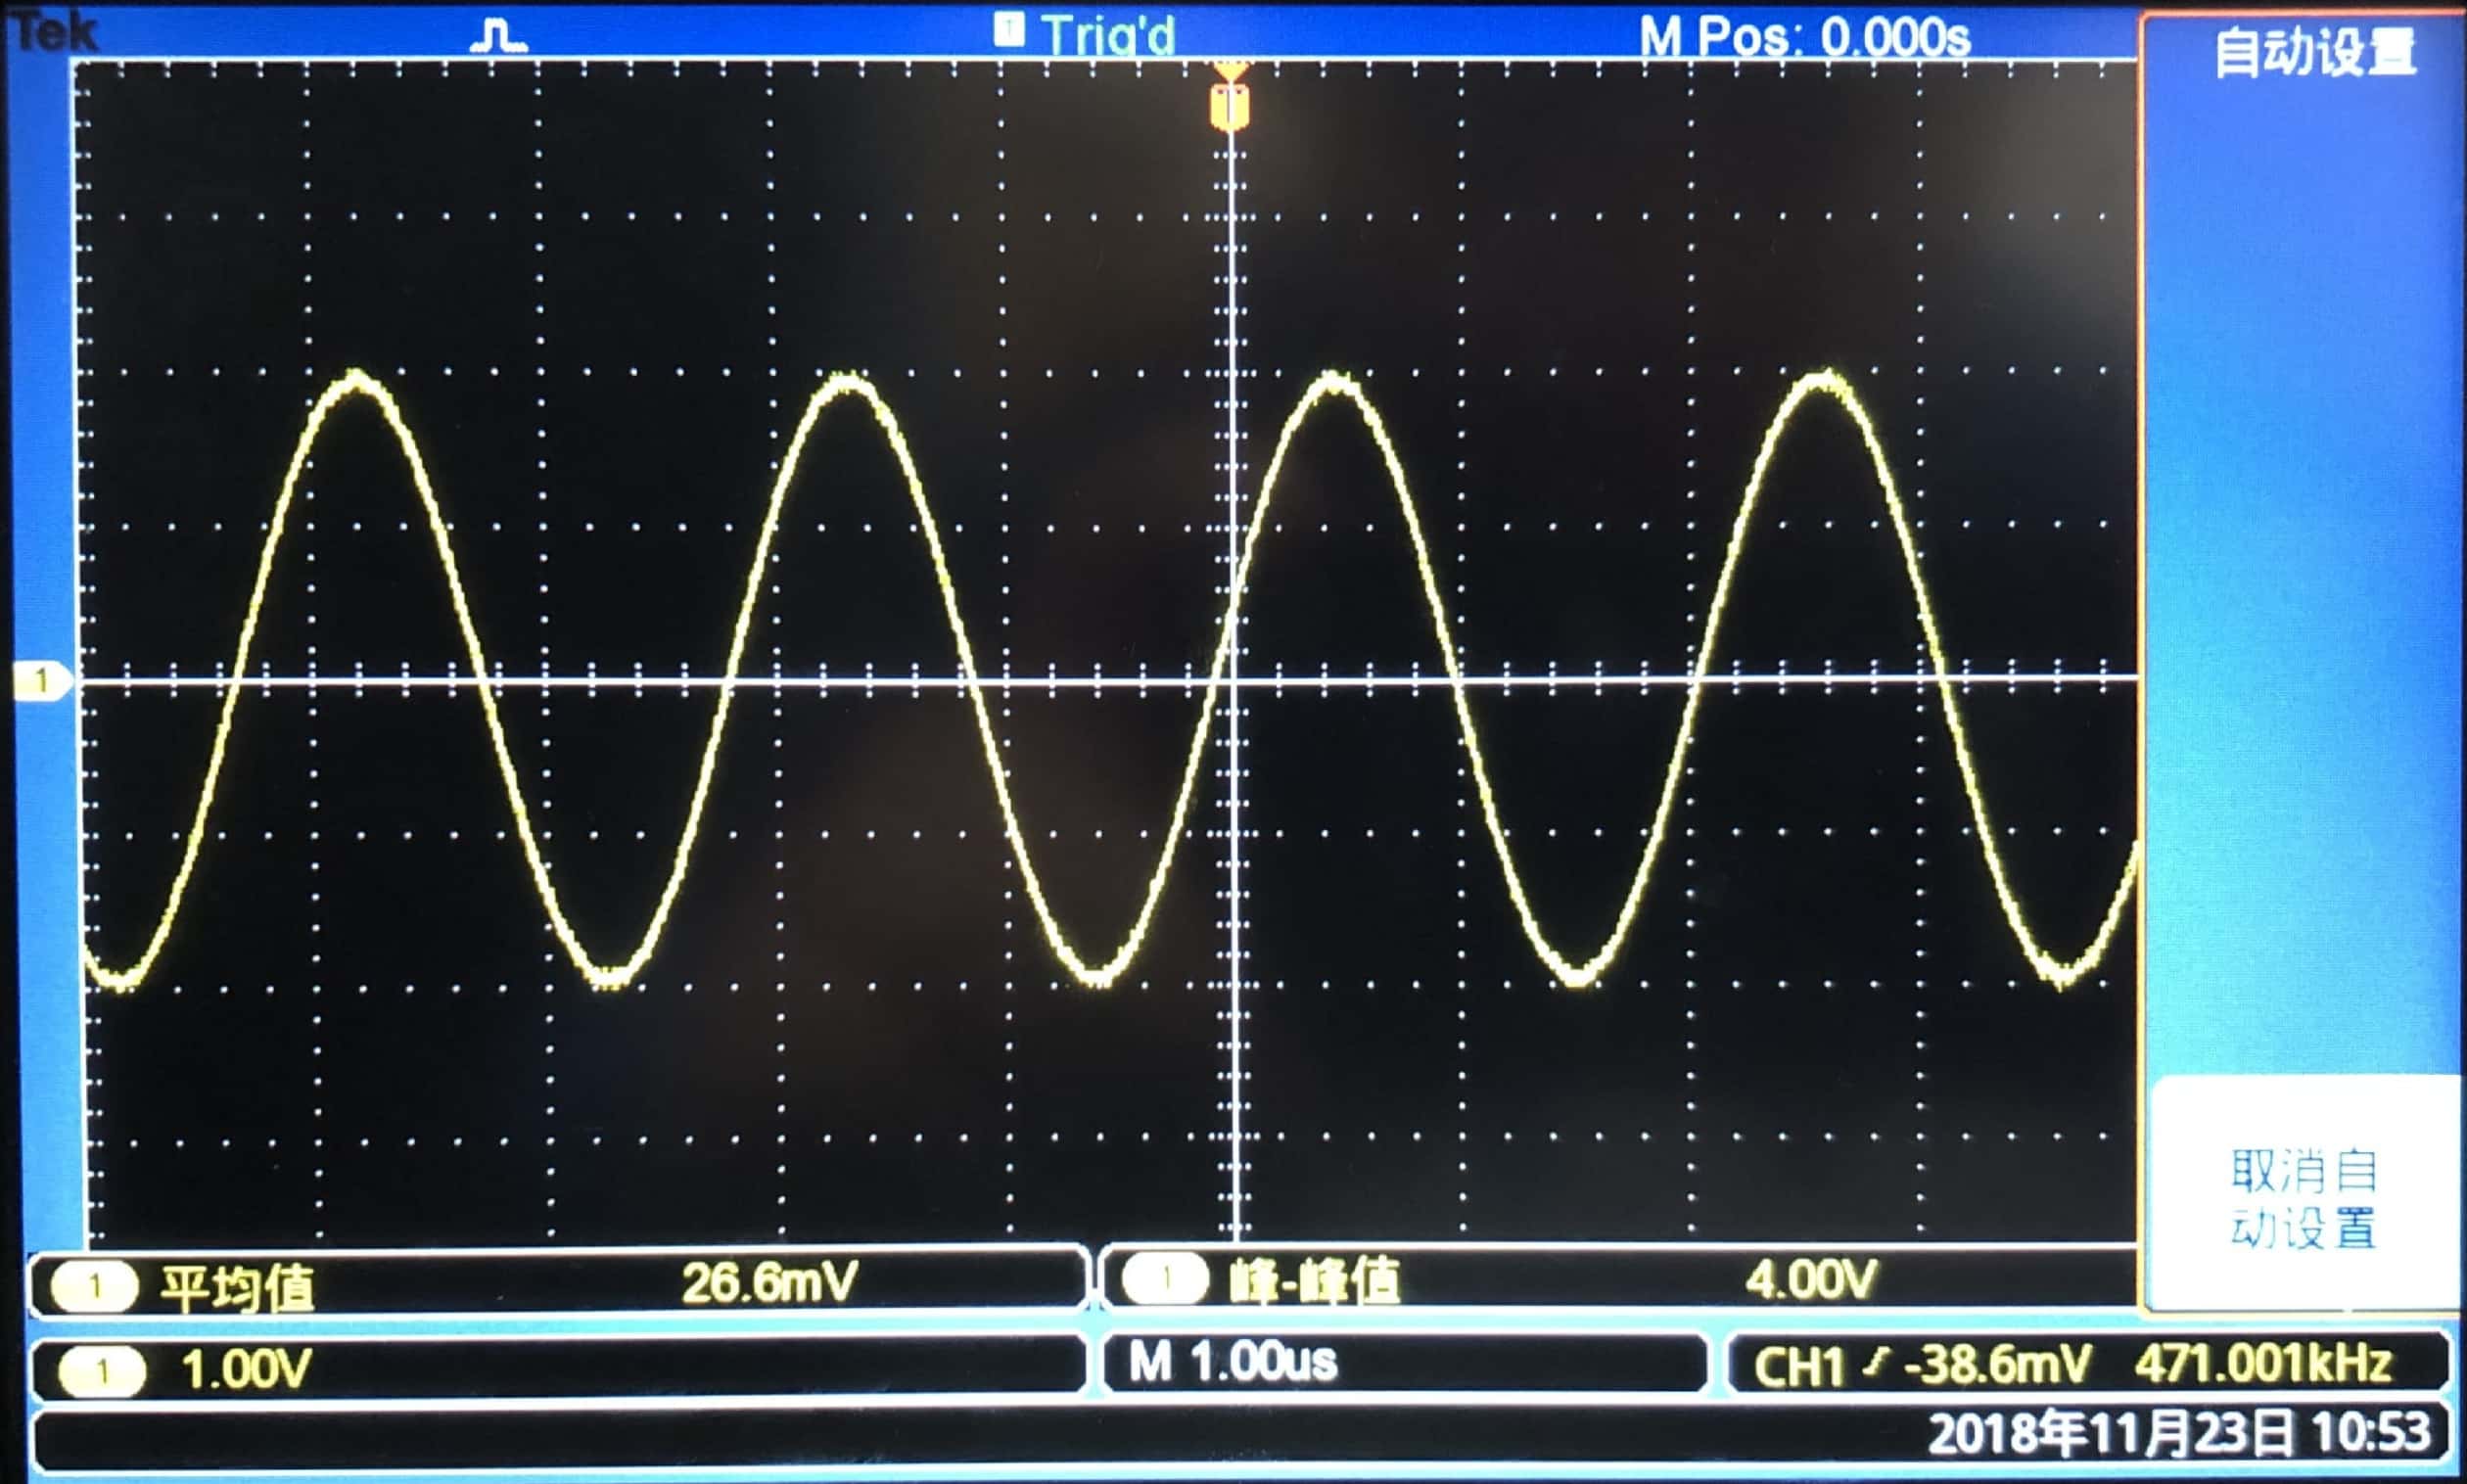 Tek
T Trig'd
M Pos: 0.000s
自动设置
1
取消自
动设置
1 平均值 26.6mV
1 峰-峰值 4.00V
1 1.00V
M 1.00us
CH1 -38.6mV 471.001kHz
2018年11月23日 10:53